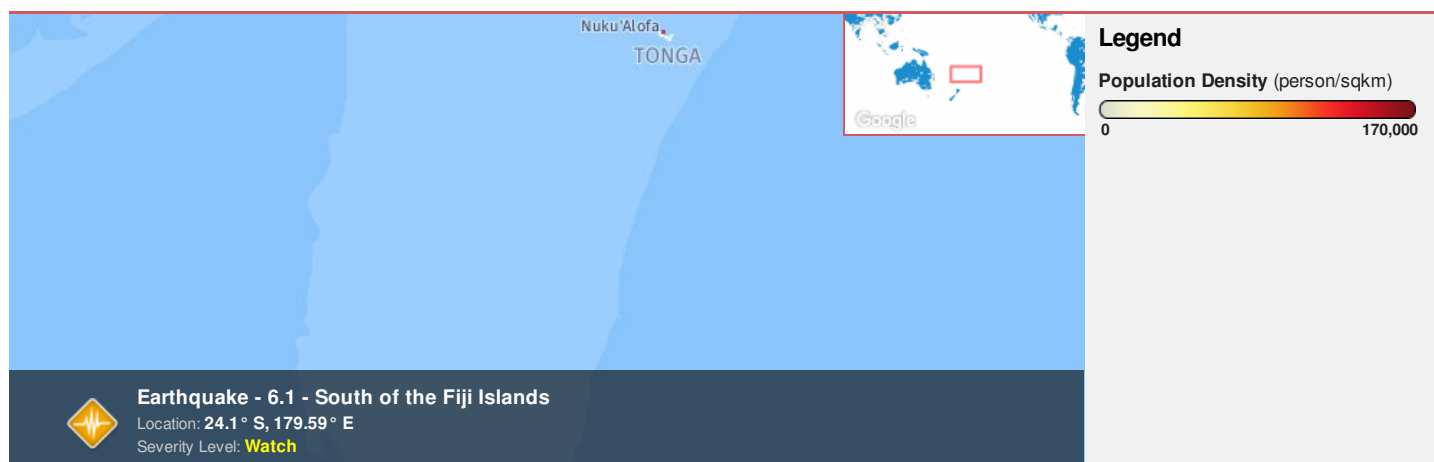 Nuku'Alofa
TONGA
Google
Legend
Population Density (person/sqkm)
0 170,000
Earthquake - 6.1 - South of the Fiji Islands
Location: 24.1° S, 179.59° E
Severity Level: Watch